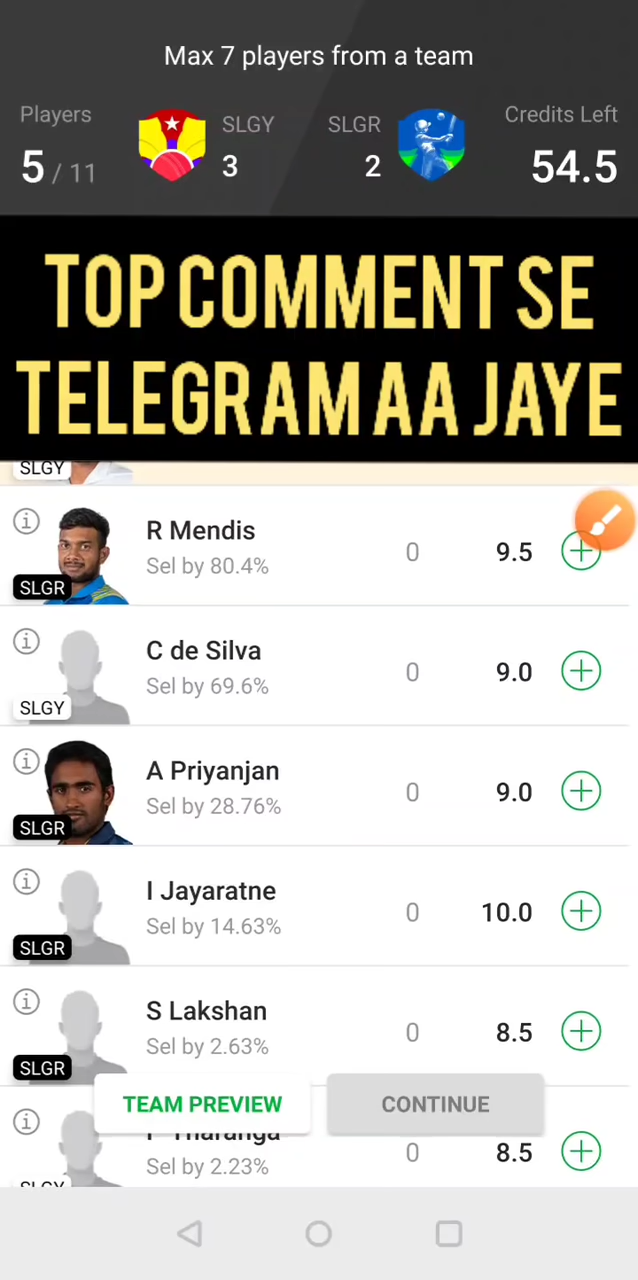 Max 7 players from a team
Players SLGY SLGR Credits Left
5 / 11 3 2 54.5
TOP COMMENT SE
TELEGRAM AA JAYE
SLGY
R Mendis
Sel by 80.4% 0 9.5
SLGR
C de Silva
Sel by 69.6% 0 9.0
SLGY
A Priyanjan
Sel by 28.76% 0 9.0
SLGR
I Jayaratne
Sel by 14.63% 0 10.0
SLGR
S Lakshan
Sel by 2.63% 0 8.5
SLGR
TEAM PREVIEW CONTINUE
Tharanga
Sel by 2.23% 0 8.5
SLGY